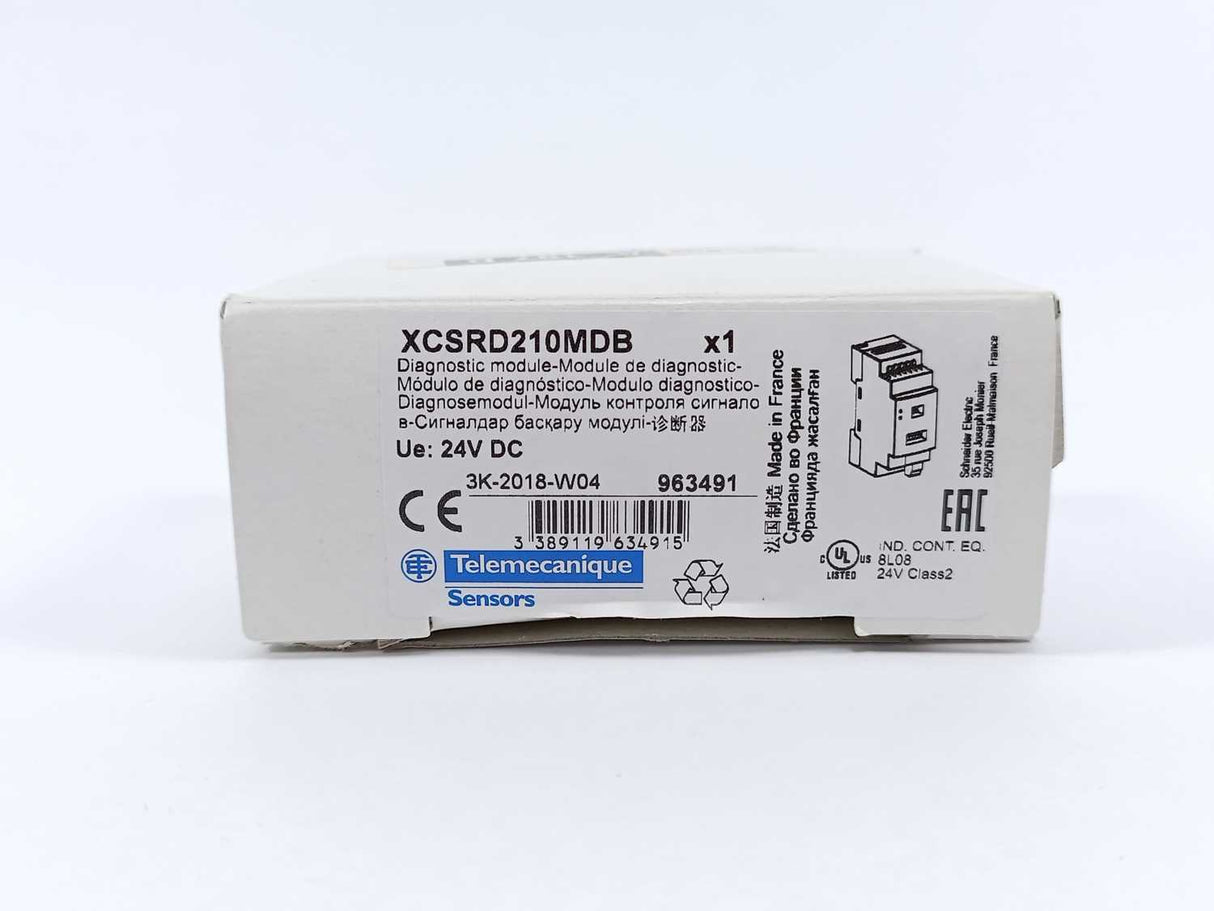 XCSRD210MDB x1
Diagnostic module-Module de diagnostic-
Módulo de diagnóstico-Modulo diagnostico-
Diagnosemodul-Модуль контроля сигнало
в-Сигналдар басқару модулі-诊断器
Ue: 24V DC
3K-2018-W04 963491
CE
3 389119 634915
Telemecanique
Sensors
法国制造 Made in France
Сделано во Франции
Францияда жасалған
Schneider Electric
35 rue Joseph Monier
92500 Rueil Malmaison France
EAC
C UL US
LISTED
IND. CONT. EQ.
8L08
24V Class2